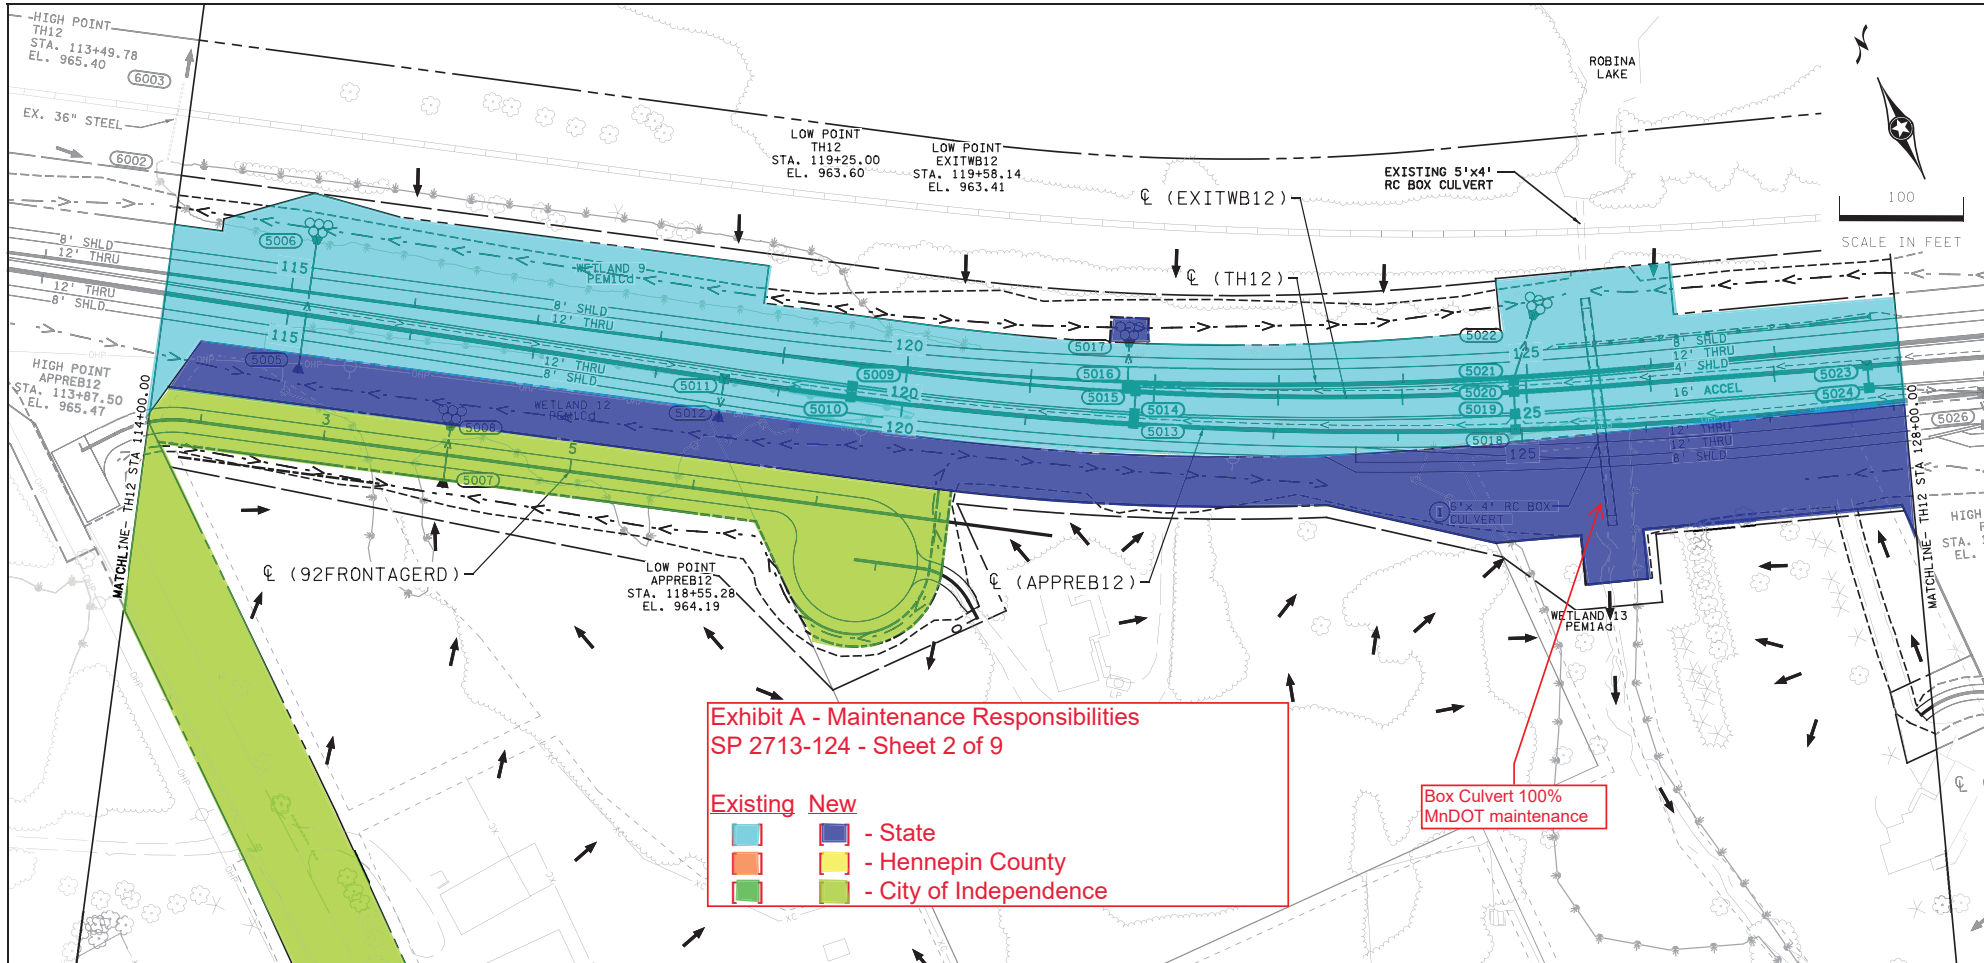 HIGH POINT
TH12
STA. 113+49.78
EL. 965.40
6003
EX. 36" STEEL
6002
LOW POINT
TH12
STA. 119+25.00
EL. 963.60
LOW POINT
EXITWB12
STA. 119+58.14
EL. 963.41
℄ (EXITWB12)
EXISTING 5'x4'
RC BOX CULVERT
ROBINA
LAKE
100
SCALE IN FEET
℄ (TH12)
8' SHLD
12' THRU
12' THRU
8' SHLD
5006
115
115
WETLAND 9
PEM1Cd
8' SHLD
12' THRU
12' THRU
8' SHLD
120
120
120
5005
5011
5012
5009
5010
5017
5016
5015
5014
5013
5022
5021
5020
5019
5018
125
125
125
8' SHLD
12' THRU
4' SHLD
16' ACCEL
12' THRU
12' THRU
8' SHLD
5023
5024
5026
HIGH POINT
APPREB12
STA. 113+87.50
EL. 965.47
MATCHLINE- TH12 STA 114+00.00
WETLAND 12
PEM1Cd
3
5
5008
5007
℄ (92FRONTAGERD)
LOW POINT
APPREB12
STA. 118+55.28
EL. 964.19
℄ (APPREB12)
I
6'x 4' RC BOX
CULVERT
WETLAND 13
PEM1Ad
MATCHLINE- TH12 STA 128+00.00
HIGH
STA.
EL.
℄
Exhibit A - Maintenance Responsibilities
SP 2713-124 - Sheet 2 of 9
Existing New
- State
- Hennepin County
- City of Independence
Box Culvert 100%
MnDOT maintenance